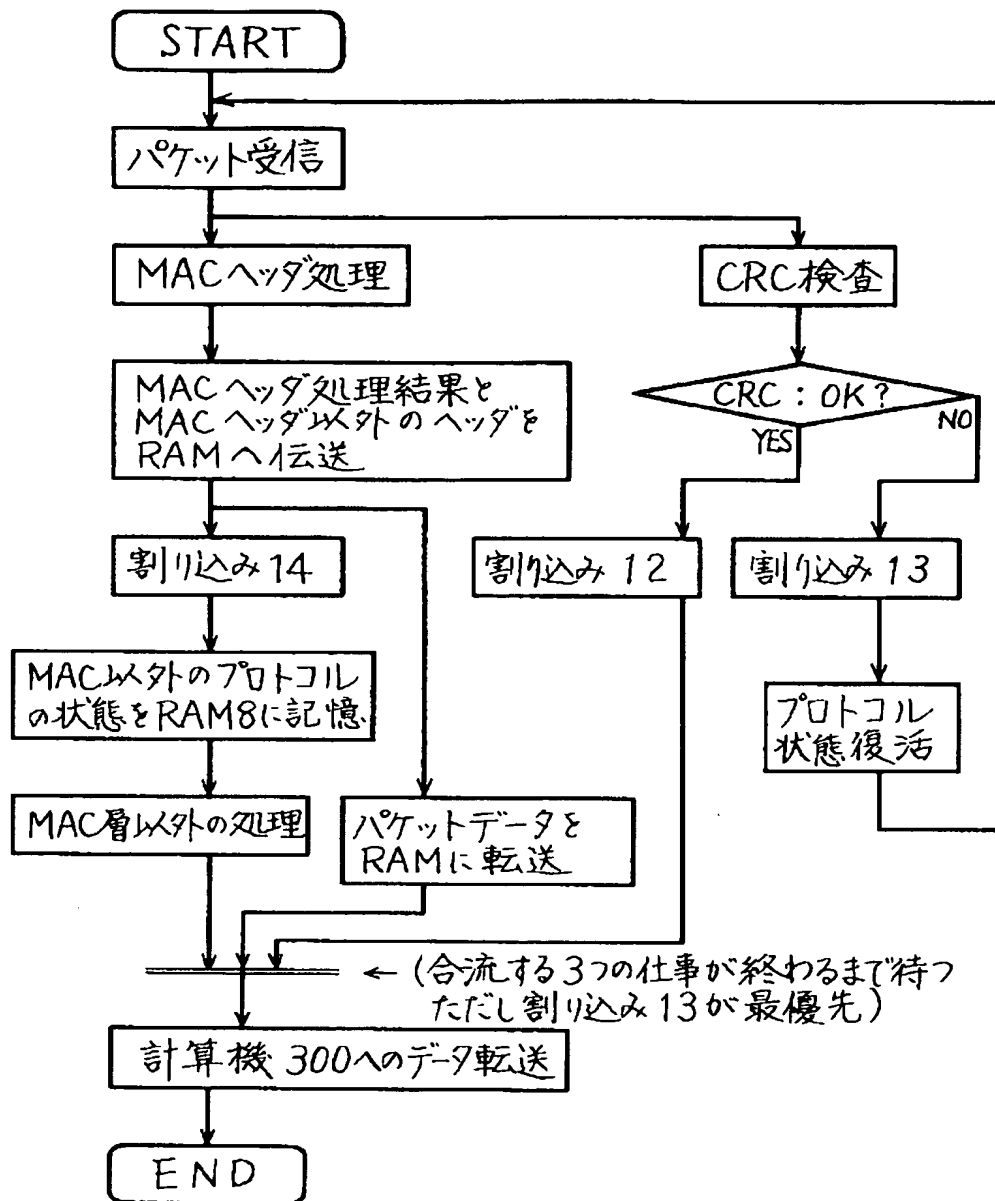 START
パケット受信
MACヘッダ処理
CRC検査
MACヘッダ処理結果と
MACヘッダ以外のヘッダを
RAMへ伝送
CRC:OK?
YES
NO
割り込み14
割り込み12
割り込み13
MAC以外のプロトコル
の状態をRAM8に記憶
プロトコル
状態復活
MAC層以外の処理
パケットデータを
RAMに転送
←(合流する3つの仕事が終わるまで待つ
ただし割り込み13が最優先)
計算機300へのデータ転送
END